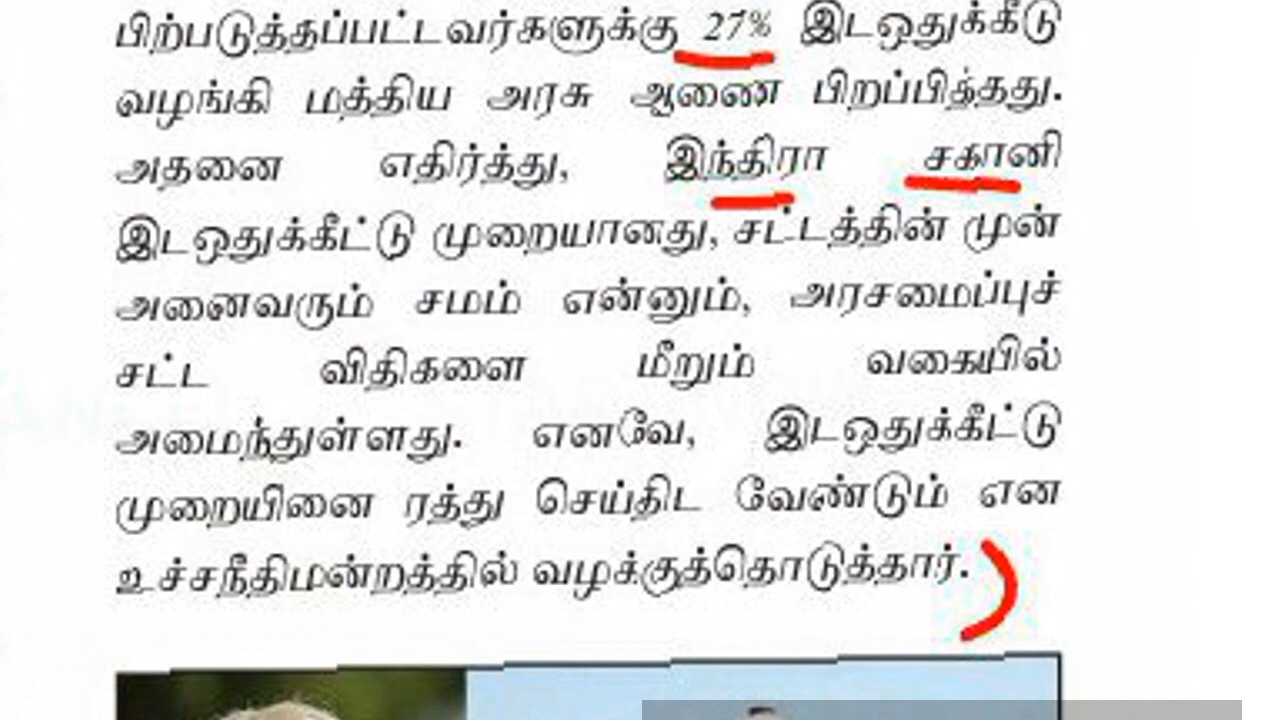 பிற்படுத்தப்பட்டவர்களுக்கு 27% இடஒதுக்கீடு
வழங்கி மத்திய அரசு ஆணை பிறப்பித்தது.
அதனை எதிர்த்து, இந்திரா சகானி
இடஒதுக்கீட்டு முறையானது, சட்டத்தின் முன்
அனைவரும் சமம் என்னும், அரசமைப்புச்
சட்ட விதிகளை மீறும் வகையில்
அமைந்துள்ளது. எனவே, இடஒதுக்கீட்டு
முறையினை ரத்து செய்திட வேண்டும் என
உச்சநீதிமன்றத்தில் வழக்குத்தொடுத்தார்.